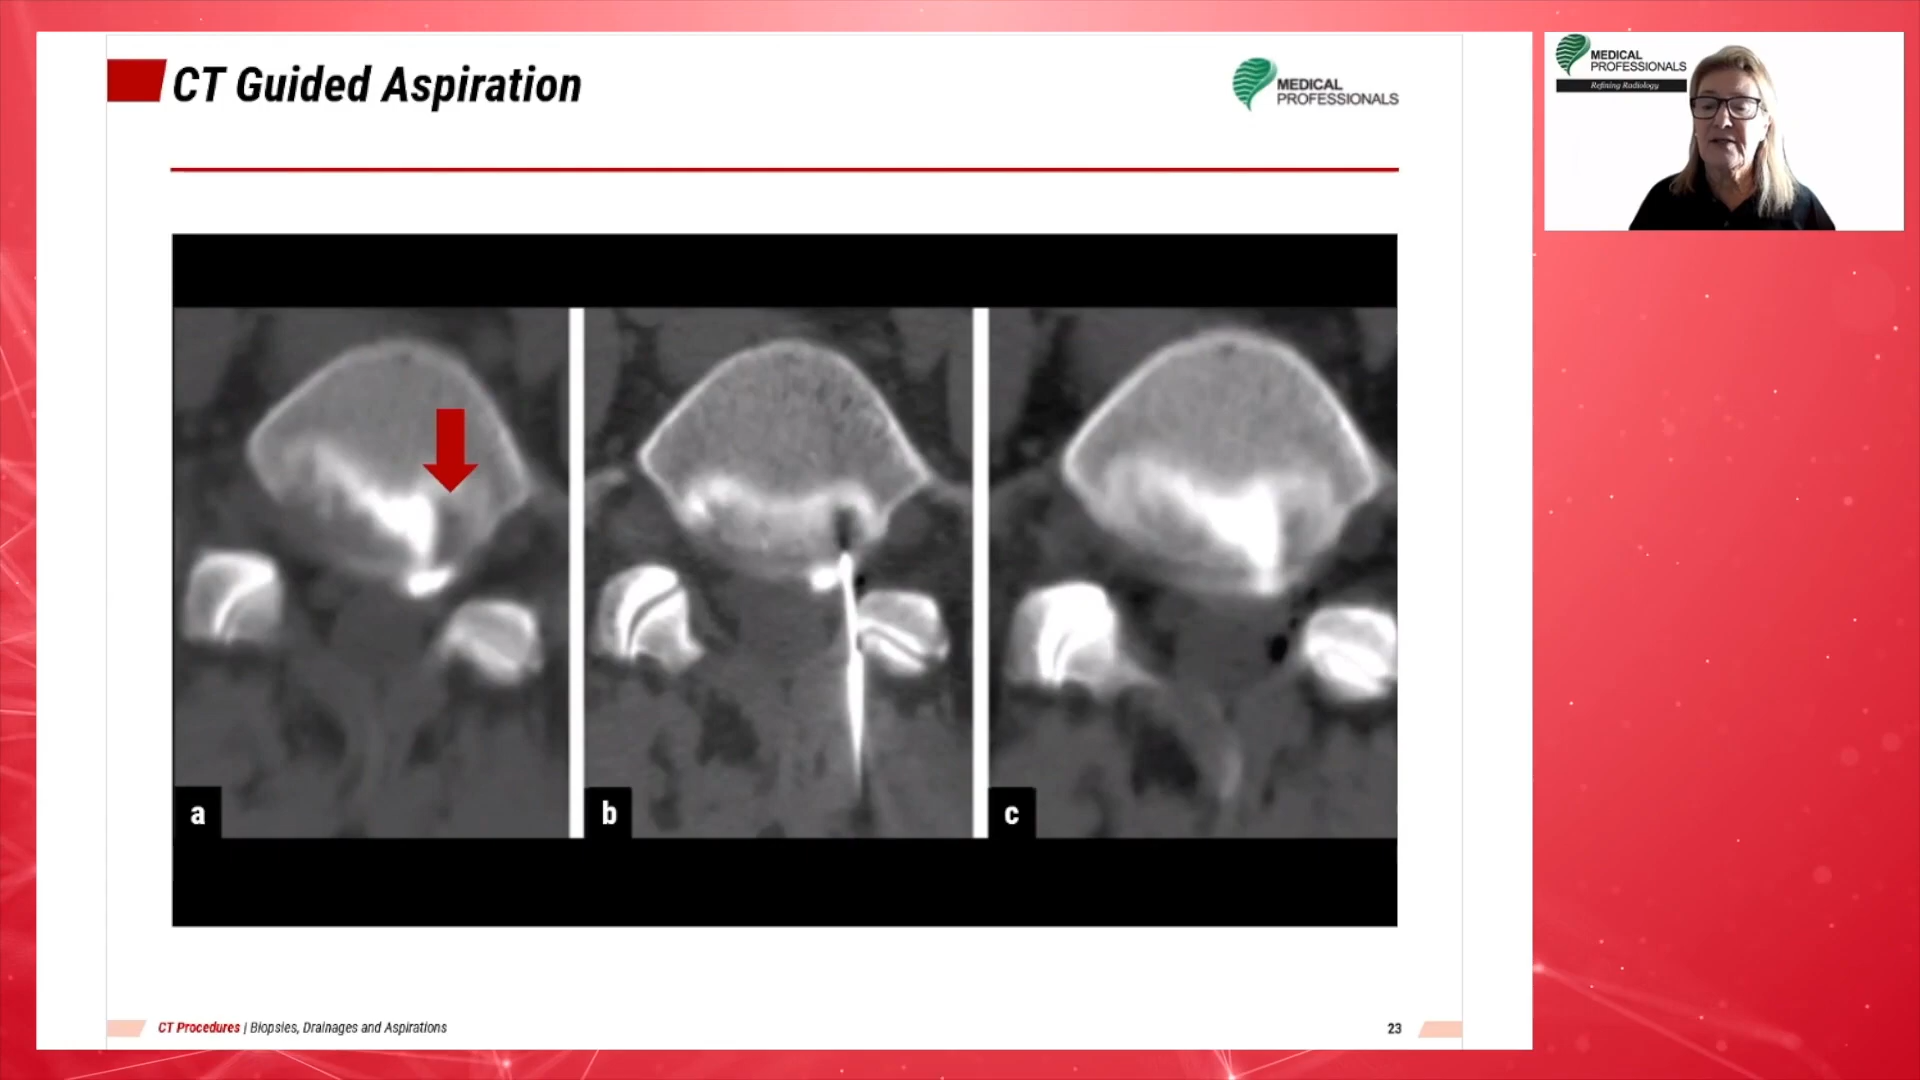 CT Guided Aspiration
MEDICAL
PROFESSIONALS
MEDICAL
PROFESSIONALS
Refining Radiology
a
b
c
CT Procedures | Biopsies, Drainages and Aspirations
23